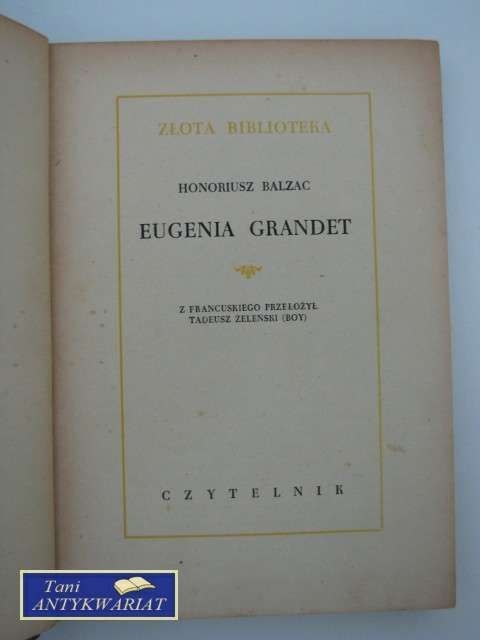 ZŁOTA BIBLIOTEKA
HONORIUSZ BALZAC
EUGENIA GRANDET
Z FRANCUSKIEGO PRZEŁOŻYŁ
TADEUSZ ŻELEŃSKI (BOY)
CZYTELNIK
Tani
ANTYKWARIAT